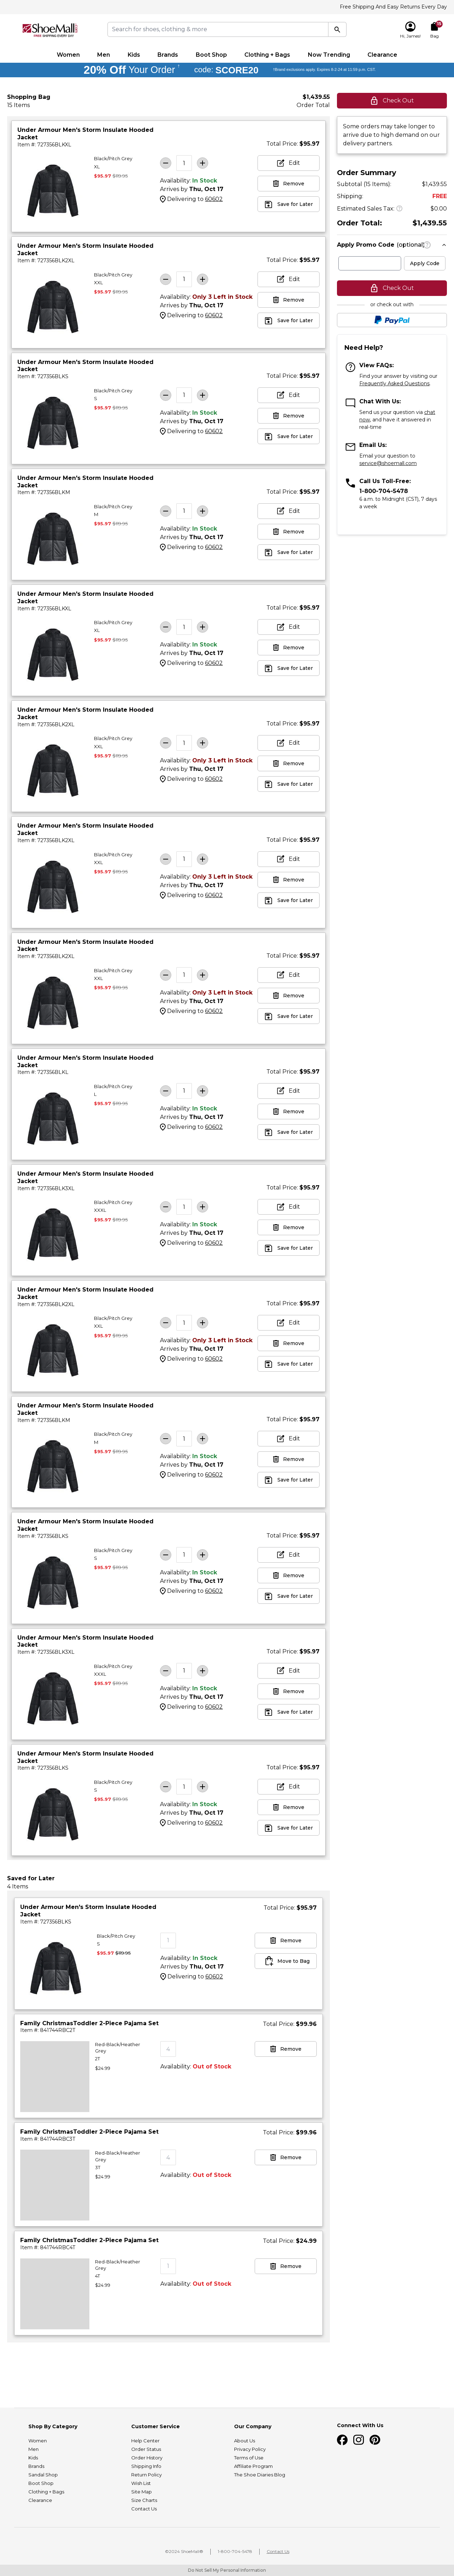 Free Shipping And Easy Returns Every Day
SHOEMALL
FREE SHIPPING EVERY DAY
Search for shoes, clothing & more
Hi, James!
Bag
Women Men Kids Brands Boot Shop Clothing + Bags Now Trending Clearance
20% Off Your Order code: SCORE20
Shopping Bag
15 Items
$1,439.55
Order Total
Under Armour Men's Storm Insulate Hooded
Jacket
Item #: 727356BLKXL
Total Price: $95.97
Black/Pitch Grey
XL
$95.97 $119.95
1
Edit
Remove
Save for Later
Availability: In Stock
Arrives by Thu, Oct 17
Delivering to 60602
Under Armour Men's Storm Insulate Hooded
Jacket
Item #: 727356BLK2XL
Total Price: $95.97
Black/Pitch Grey
XXL
$95.97 $119.95
1
Edit
Remove
Save for Later
Availability: Only 3 Left in Stock
Arrives by Thu, Oct 17
Delivering to 60602
Under Armour Men's Storm Insulate Hooded
Jacket
Item #: 727356BLKS
Total Price: $95.97
Black/Pitch Grey
S
$95.97 $119.95
1
Edit
Remove
Save for Later
Availability: In Stock
Arrives by Thu, Oct 17
Delivering to 60602
Under Armour Men's Storm Insulate Hooded
Jacket
Item #: 727356BLKM
Total Price: $95.97
Black/Pitch Grey
M
$95.97 $119.95
1
Edit
Remove
Save for Later
Availability: In Stock
Arrives by Thu, Oct 17
Delivering to 60602
Under Armour Men's Storm Insulate Hooded
Jacket
Item #: 727356BLKXL
Total Price: $95.97
Black/Pitch Grey
XL
$95.97 $119.95
1
Edit
Remove
Save for Later
Availability: In Stock
Arrives by Thu, Oct 17
Delivering to 60602
Under Armour Men's Storm Insulate Hooded
Jacket
Item #: 727356BLK2XL
Total Price: $95.97
Black/Pitch Grey
XXL
$95.97 $119.95
1
Edit
Remove
Save for Later
Availability: Only 3 Left in Stock
Arrives by Thu, Oct 17
Delivering to 60602
Under Armour Men's Storm Insulate Hooded
Jacket
Item #: 727356BLK2XL
Total Price: $95.97
Black/Pitch Grey
XXL
$95.97 $119.95
1
Edit
Remove
Save for Later
Availability: Only 3 Left in Stock
Arrives by Thu, Oct 17
Delivering to 60602
Under Armour Men's Storm Insulate Hooded
Jacket
Item #: 727356BLK2XL
Total Price: $95.97
Black/Pitch Grey
XXL
$95.97 $119.95
1
Edit
Remove
Save for Later
Availability: Only 3 Left in Stock
Arrives by Thu, Oct 17
Delivering to 60602
Under Armour Men's Storm Insulate Hooded
Jacket
Item #: 727356BLKL
Total Price: $95.97
Black/Pitch Grey
L
$95.97 $119.95
1
Edit
Remove
Save for Later
Availability: In Stock
Arrives by Thu, Oct 17
Delivering to 60602
Under Armour Men's Storm Insulate Hooded
Jacket
Item #: 727356BLK3XL
Total Price: $95.97
Black/Pitch Grey
XXXL
$95.97 $119.95
1
Edit
Remove
Save for Later
Availability: In Stock
Arrives by Thu, Oct 17
Delivering to 60602
Under Armour Men's Storm Insulate Hooded
Jacket
Item #: 727356BLK2XL
Total Price: $95.97
Black/Pitch Grey
XXL
$95.97 $119.95
1
Edit
Remove
Save for Later
Availability: Only 3 Left in Stock
Arrives by Thu, Oct 17
Delivering to 60602
Under Armour Men's Storm Insulate Hooded
Jacket
Item #: 727356BLKM
Total Price: $95.97
Black/Pitch Grey
M
$95.97 $119.95
1
Edit
Remove
Save for Later
Availability: In Stock
Arrives by Thu, Oct 17
Delivering to 60602
Under Armour Men's Storm Insulate Hooded
Jacket
Item #: 727356BLKS
Total Price: $95.97
Black/Pitch Grey
S
$95.97 $119.95
1
Edit
Remove
Save for Later
Availability: In Stock
Arrives by Thu, Oct 17
Delivering to 60602
Under Armour Men's Storm Insulate Hooded
Jacket
Item #: 727356BLK3XL
Total Price: $95.97
Black/Pitch Grey
XXXL
$95.97 $119.95
1
Edit
Remove
Save for Later
Availability: In Stock
Arrives by Thu, Oct 17
Delivering to 60602
Under Armour Men's Storm Insulate Hooded
Jacket
Item #: 727356BLKS
Total Price: $95.97
Black/Pitch Grey
S
$95.97 $119.95
1
Edit
Remove
Save for Later
Availability: In Stock
Arrives by Thu, Oct 17
Delivering to 60602
Check Out
Some orders may take longer to
arrive due to high demand on our
delivery partners.
Order Summary
Subtotal (15 Items): $1,439.55
Shipping: FREE
Estimated Sales Tax: $0.00
Order Total: $1,439.55
Apply Promo Code (optional)
Apply Code
Check Out
or check out with
PayPal
Need Help?
View FAQs:
Find your answer by visiting our
Frequently Asked Questions.
Chat With Us:
Send us your question via chat
now, and have it answered in
real-time
Email Us:
Email your question to
service@shoemall.com
Call Us Toll-Free:
1-800-704-5478
6 a.m. to Midnight (CST), 7 days
a week
Saved for Later
4 Items
Under Armour Men's Storm Insulate Hooded
Jacket
Item #: 727356BLKS
Total Price: $95.97
Black/Pitch Grey
S
$95.97 $119.95
1
Remove
Move to Bag
Availability: In Stock
Arrives by Thu, Oct 17
Delivering to 60602
Family ChristmasToddler 2-Piece Pajama Set
Item #: 841744RBC2T
Total Price: $99.96
Red-Black/Heather
Grey
2T
$24.99
4
Remove
Availability: Out of Stock
Family ChristmasToddler 2-Piece Pajama Set
Item #: 841744RBC3T
Total Price: $99.96
Red-Black/Heather
Grey
3T
$24.99
4
Remove
Availability: Out of Stock
Family ChristmasToddler 2-Piece Pajama Set
Item #: 841744RBC4T
Total Price: $24.99
Red-Black/Heather
Grey
4T
$24.99
1
Remove
Availability: Out of Stock
Shop By Category
Women
Men
Kids
Brands
Sandal Shop
Boot Shop
Clothing + Bags
Clearance
Customer Service
Help Center
Order Status
Order History
Shipping Info
Return Policy
Wish List
Site Map
Size Charts
Contact Us
Our Company
About Us
Privacy Policy
Terms of Use
Affiliate Program
The Shoe Diaries Blog
Connect With Us
©2024 ShoeMall® 1-800-704-5478 Contact Us
Do Not Sell My Personal Information